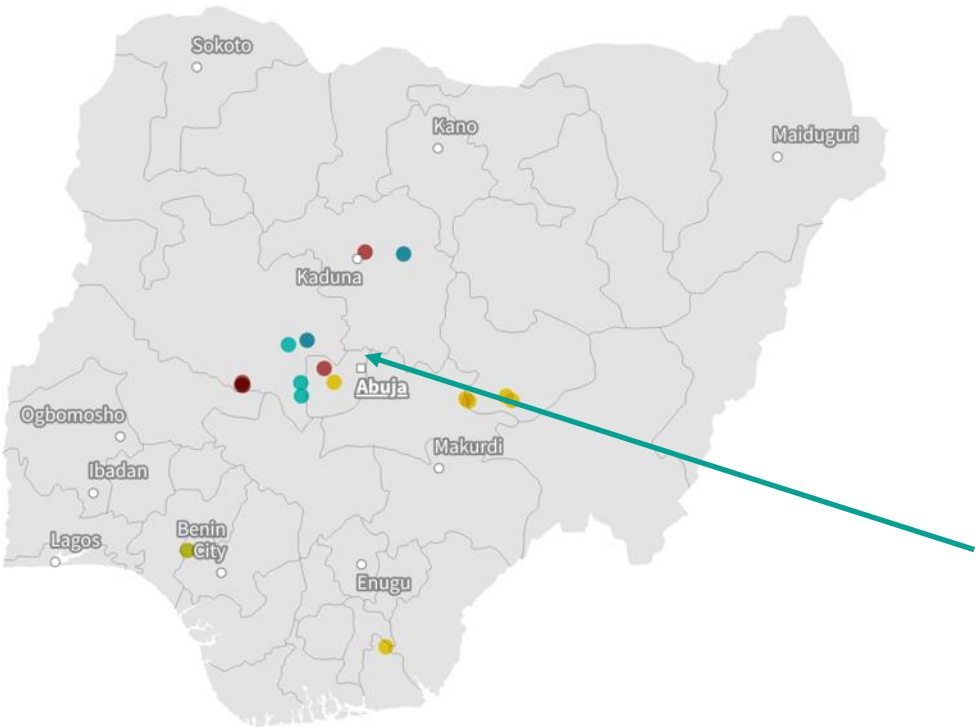 Sokoto
Kano
Maiduguri
Kaduna
Abuja
Ogbomosho
Makurdi
Ibadan
Benin
City
Lagos
Enugu